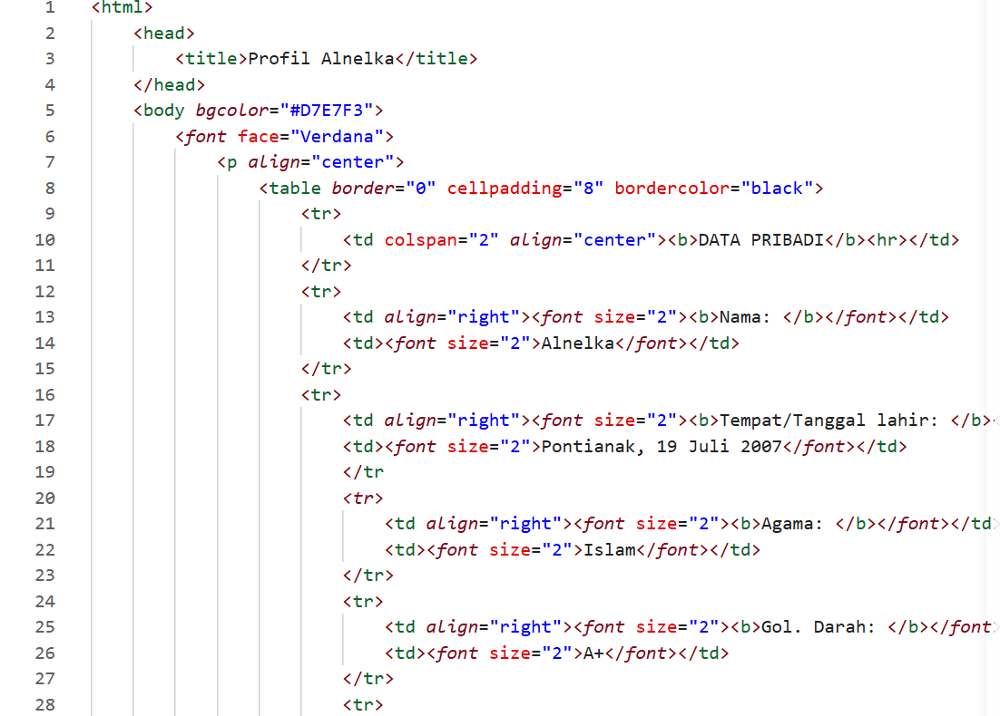 1 <html>
2 <head>
3 <title>Profil Alnelka</title>
4 </head>
5 <body bgcolor="#D7E7F3">
6 <font face="Verdana">
7 <p align="center">
8 <table border="0" cellpadding="8" bordercolor="black">
9 <tr>
10 <td colspan="2" align="center"><b>DATA PRIBADI</b><hr></td>
11 </tr>
12 <tr>
13 <td align="right"><font size="2"><b>Nama: </b></font></td>
14 <td><font size="2">Alnelka</font></td>
15 </tr>
16 <tr>
17 <td align="right"><font size="2"><b>Tempat/Tanggal lahir: </b>
18 <td><font size="2">Pontianak, 19 Juli 2007</font></td>
19 </tr
20 <tr>
21 <td align="right"><font size="2"><b>Agama: </b></font></td>
22 <td><font size="2">Islam</font></td>
23 </tr>
24 <tr>
25 <td align="right"><font size="2"><b>Gol. Darah: </b></font>
26 <td><font size="2">A+</font></td>
27 </tr>
28 <tr>